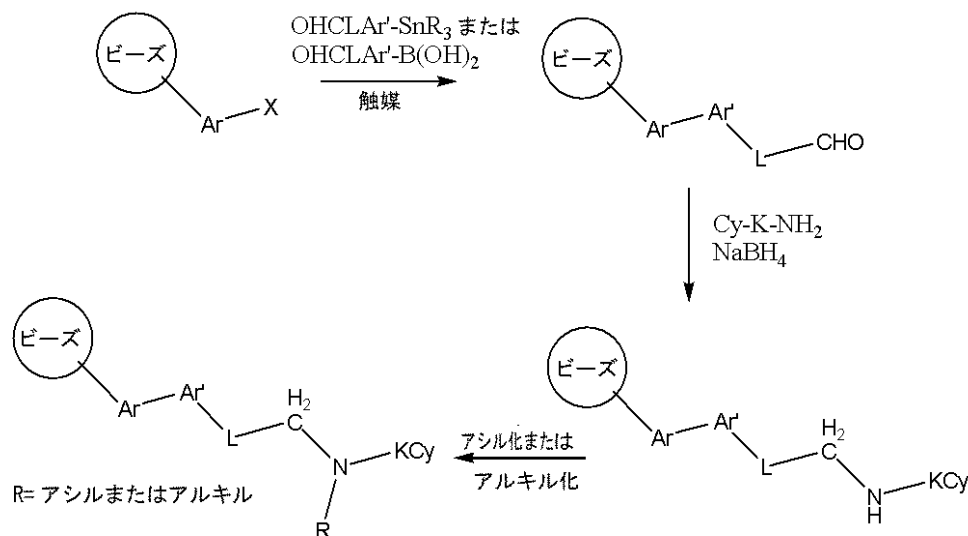 ビーズ
Ar
X
OHCLAr'-SnR3 または
OHCLAr'-B(OH)2
触媒
ビーズ
Ar
Ar'
L
CHO
Cy-K-NH2
NaBH4
ビーズ
Ar
Ar'
L
H2
C
N
H
KCy
アシル化または
アルキル化
ビーズ
Ar
Ar'
L
H2
C
N
KCy
R
R= アシルまたはアルキル